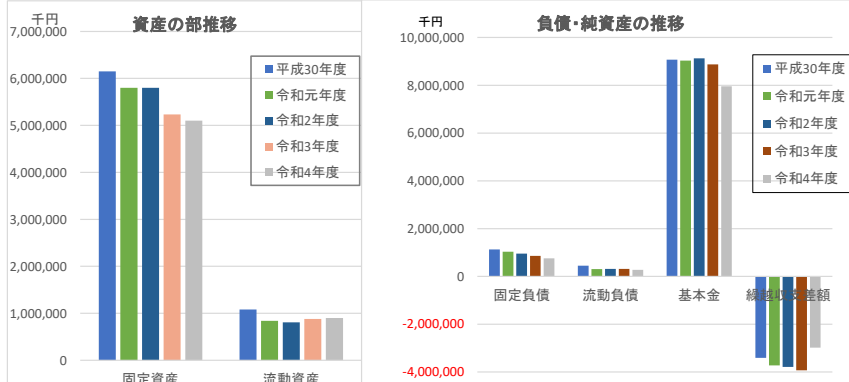 千円
資産の部推移
7,000,000
6,000,000
5,000,000
4,000,000
3,000,000
2,000,000
1,000,000
0
平成30年度
令和元年度
令和2年度
令和3年度
令和4年度
固定資産
流動資産
千円
負債・純資産の推移
10,000,000
8,000,000
6,000,000
4,000,000
2,000,000
0
-2,000,000
-4,000,000
平成30年度
令和元年度
令和2年度
令和3年度
令和4年度
固定負債
流動負債
基本金
繰越収支差額